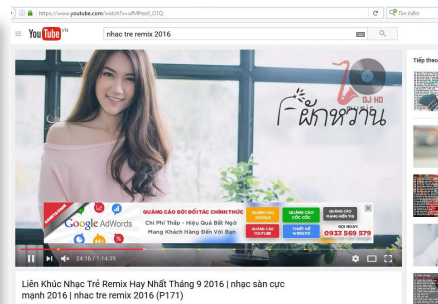 https://www.youtube.com/watch?v=ufMPes0_O1Q
Tìm kiếm
YouTube VN
nhac tre remix 2016
Tiếp theo
DJ HD
ผักหวาน
Google AdWords
QUẢNG CÁO BỞI ĐỐI TÁC CHÍNH THỨC
Chi Phí Thấp - Hiệu Quả Bất Ngờ
Mang Khách Hàng Đến Với Bạn
QUẢNG CÁO GOOGLE
QUẢNG CÁO CỐC CỐC
QUẢNG CÁO MẠNG HIỂN THỊ
QUẢNG CÁO YOUTUBE
THIẾT KẾ WEBSITE
GỌI NGAY
0933 560 579
24:16 / 1:14:39
Liên Khúc Nhạc Trẻ Remix Hay Nhất Tháng 9 2016 | nhạc sàn cực
mạnh 2016 | nhac tre remix 2016 (P171)